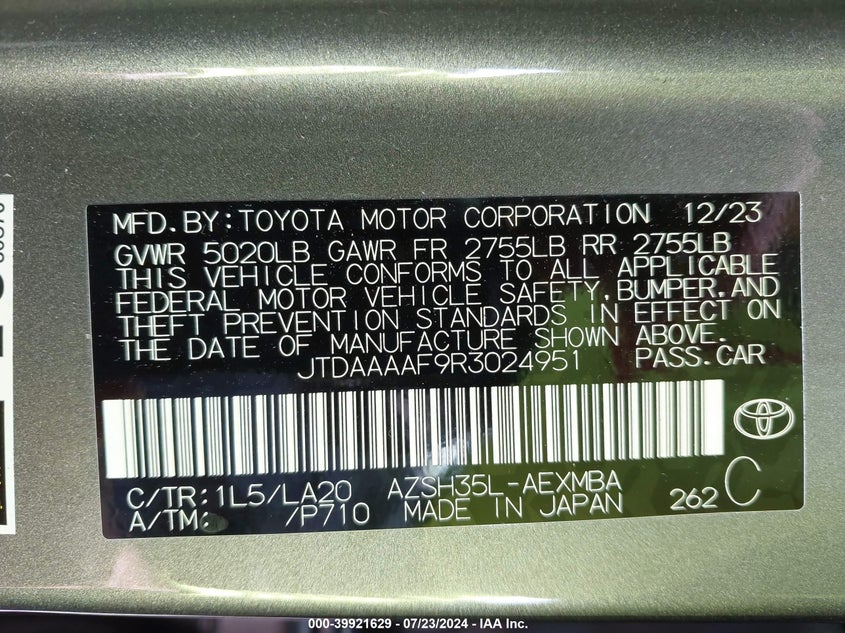 MFD.BY:TOYOTA MOTOR CORPORATION 12/23
GVWR 5020LB GAWR FR 2755LB RR 2755LB
THIS VEHICLE CONFORMS TO ALL APPLICABLE
FEDERAL MOTOR VEHICLE SAFETY,BUMPER,AND
THEFT PREVENTION STANDARDS IN EFFECT ON
THE DATE OF MANUFACTURE SHOWN ABOVE.
JTDAAAAF9R3024951 PASS.CAR
C/TR:1L5/LA20 AZSH35L-AEXMBA
A/TM: /P710 MADE IN JAPAN 262 C
000-39921629 - 07/23/2024 - IAA Inc.